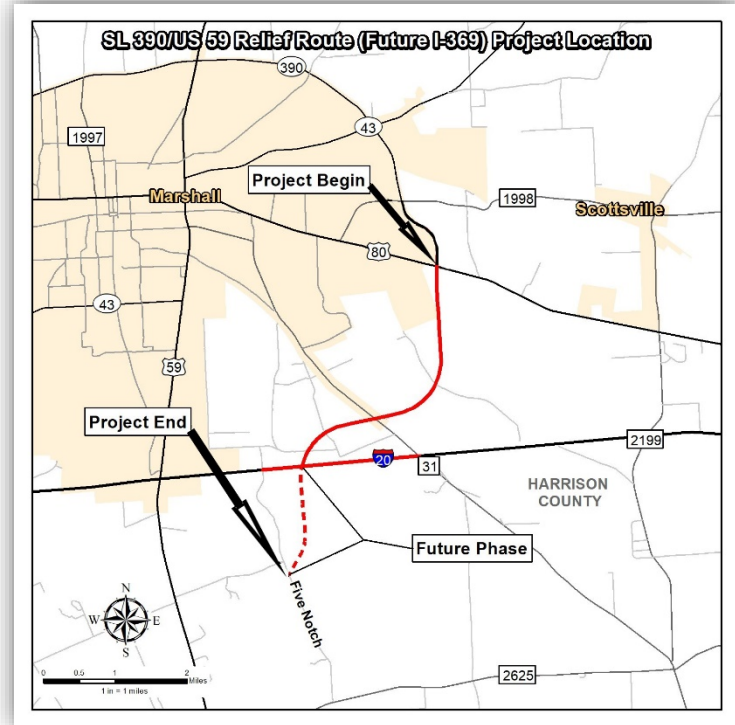 SL 390/US 59 Relief Route (Future I-369) Project Location
390
43
1997
Project Begin
Marshall
1998
Scottsville
80
43
59
Project End
2199
20
31
HARRISON
COUNTY
Future Phase
Five Notch
N
W E
S
0 0.5 1 2
Miles
1 in = 1 miles
2625